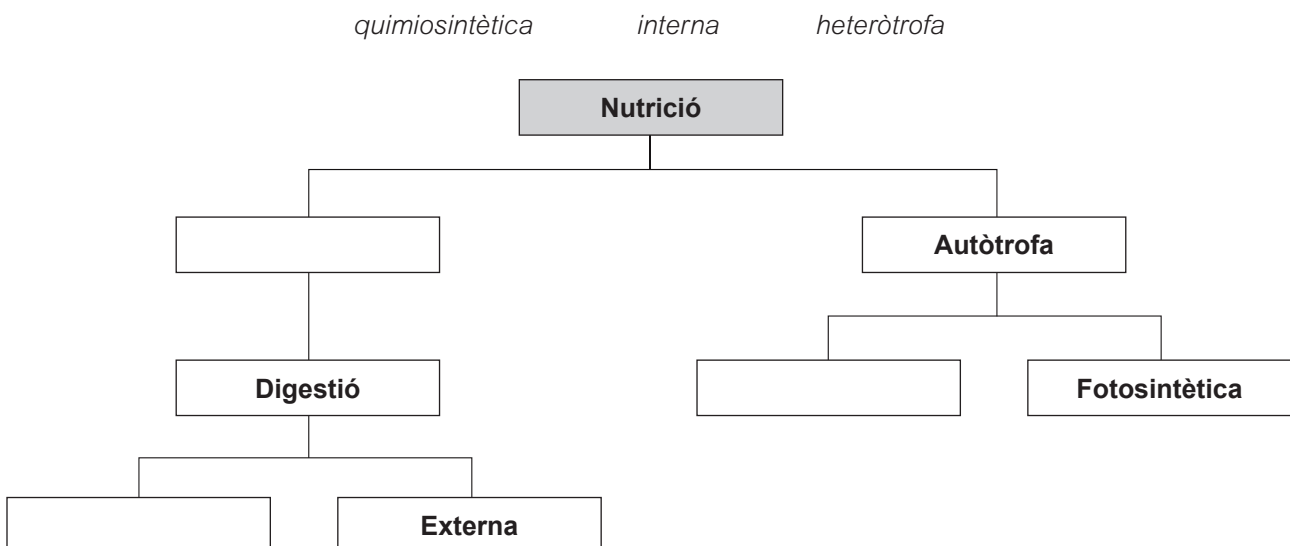 quimiosintètica interna heteròtrofa
Nutrició
Autòtrofa
Digestió
Fotosintètica
Externa